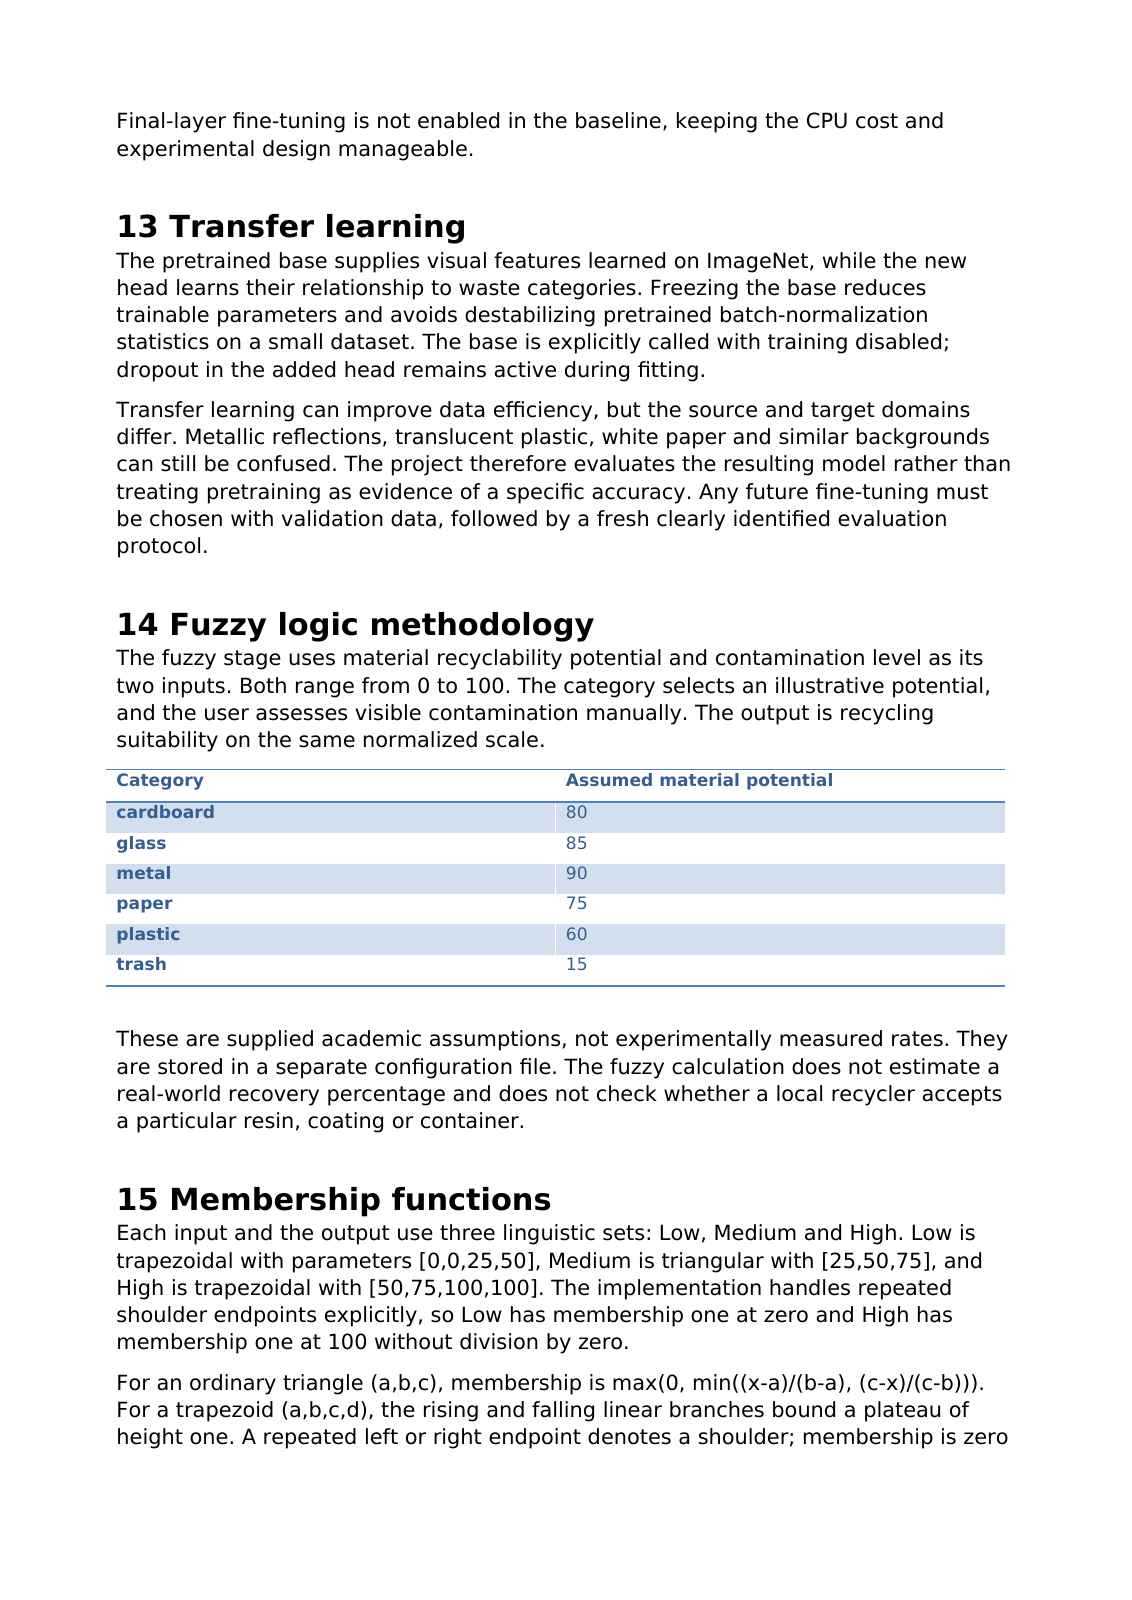 Final-layer fine-tuning is not enabled in the baseline, keeping the CPU cost and
experimental design manageable.
13 Transfer learning
The pretrained base supplies visual features learned on ImageNet, while the new
head learns their relationship to waste categories. Freezing the base reduces
trainable parameters and avoids destabilizing pretrained batch-normalization
statistics on a small dataset. The base is explicitly called with training disabled;
dropout in the added head remains active during fitting.
Transfer learning can improve data efficiency, but the source and target domains
differ. Metallic reflections, translucent plastic, white paper and similar backgrounds
can still be confused. The project therefore evaluates the resulting model rather than
treating pretraining as evidence of a specific accuracy. Any future fine-tuning must
be chosen with validation data, followed by a fresh clearly identified evaluation
protocol.
14 Fuzzy logic methodology
The fuzzy stage uses material recyclability potential and contamination level as its
two inputs. Both range from 0 to 100. The category selects an illustrative potential,
and the user assesses visible contamination manually. The output is recycling
suitability on the same normalized scale.
Category Assumed material potential
cardboard 80
glass 85
metal 90
paper 75
plastic 60
trash 15
These are supplied academic assumptions, not experimentally measured rates. They
are stored in a separate configuration file. The fuzzy calculation does not estimate a
real-world recovery percentage and does not check whether a local recycler accepts
a particular resin, coating or container.
15 Membership functions
Each input and the output use three linguistic sets: Low, Medium and High. Low is
trapezoidal with parameters [0,0,25,50], Medium is triangular with [25,50,75], and
High is trapezoidal with [50,75,100,100]. The implementation handles repeated
shoulder endpoints explicitly, so Low has membership one at zero and High has
membership one at 100 without division by zero.
For an ordinary triangle (a,b,c), membership is max(0, min((x-a)/(b-a), (c-x)/(c-b))).
For a trapezoid (a,b,c,d), the rising and falling linear branches bound a plateau of
height one. A repeated left or right endpoint denotes a shoulder; membership is zero